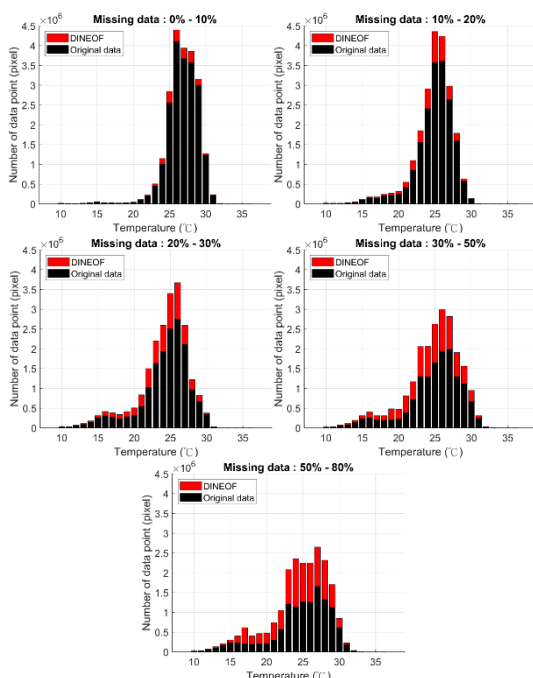 Missing data : 0% - 10%
×10^6
4.5
4
3.5
3
2.5
2
1.5
1
0.5
0
Number of data point (pixel)
DINEOF
Original data
10 15 20 25 30 35
Temperature (℃)
Missing data : 10% - 20%
×10^6
4.5
4
3.5
3
2.5
2
1.5
1
0.5
0
Number of data point (pixel)
DINEOF
Original data
10 15 20 25 30 35
Temperature (℃)
Missing data : 20% - 30%
×10^6
4.5
4
3.5
3
2.5
2
1.5
1
0.5
0
Number of data point (pixel)
DINEOF
Original data
10 15 20 25 30 35
Temperature (℃)
Missing data : 30% - 50%
×10^6
4.5
4
3.5
3
2.5
2
1.5
1
0.5
0
Number of data point (pixel)
DINEOF
Original data
10 15 20 25 30 35
Temperature (℃)
Missing data : 50% - 80%
×10^6
4.5
4
3.5
3
2.5
2
1.5
1
0.5
0
Number of data point (pixel)
DINEOF
Original data
10 15 20 25 30 35
Temperature (℃)